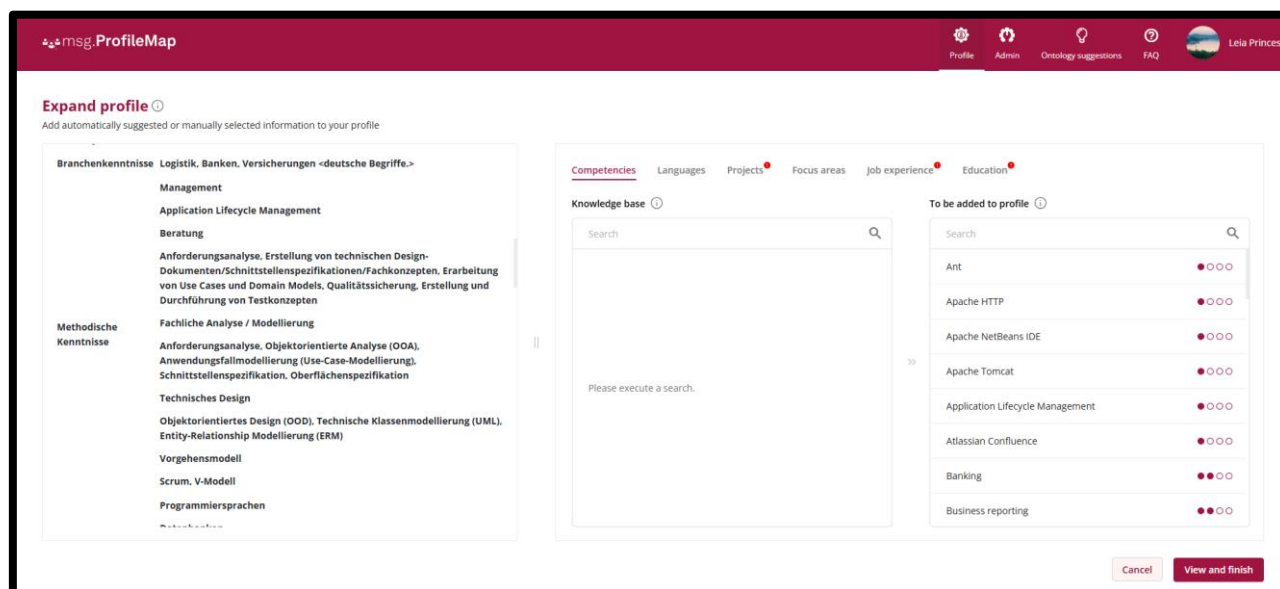 msg.ProfileMap
Profile
Admin
Ontology suggestions
FAQ
Leia Princes
Expand profile
Add automatically suggested or manually selected information to your profile
Branchenkenntnisse Logistik, Banken, Versicherungen <deutsche Begriffe.>
Management
Application Lifecycle Management
Beratung
Anforderungsanalyse, Erstellung von technischen Design-
Dokumenten/Schnittstellenspezifikationen/Fachkonzepten, Erarbeitung
von Use Cases und Domain Models, Qualitätssicherung, Erstellung und
Durchführung von Testkonzepten
Methodische
Kenntnisse
Fachliche Analyse / Modellierung
Anforderungsanalyse, Objektorientierte Analyse (OOA),
Anwendungsfallmodellierung (Use-Case-Modellierung),
Schnittstellenspezifikation, Oberflächenspezifikation
Technisches Design
Objektorientiertes Design (OOD), Technische Klassenmodellierung (UML),
Entity-Relationship Modellierung (ERM)
Vorgehensmodell
Scrum, V-Modell
Programmiersprachen
Competencies
Languages
Projects
Focus areas
Job experience
Education
Knowledge base
Search
Please execute a search.
To be added to profile
Search
Ant
Apache HTTP
Apache NetBeans IDE
Apache Tomcat
Application Lifecycle Management
Atlassian Confluence
Banking
Business reporting
Cancel
View and finish